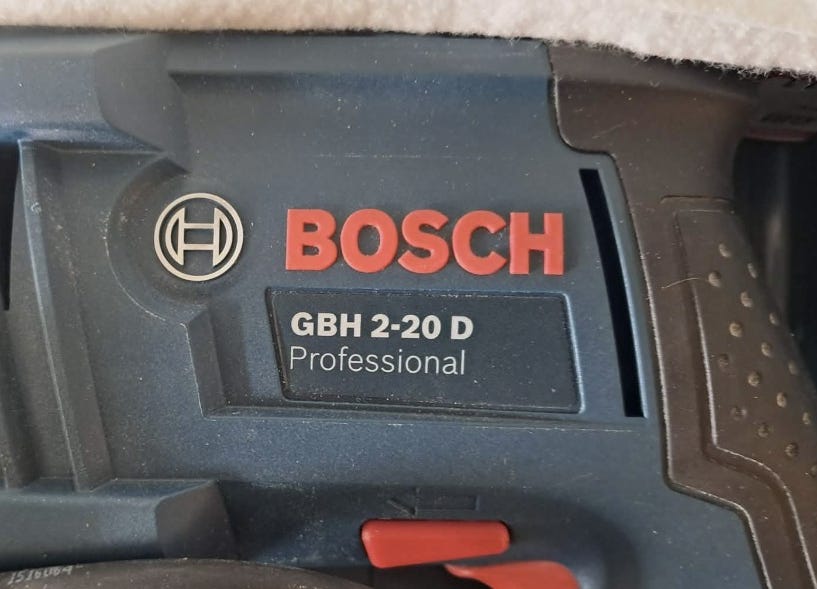 BOSCH
GBH 2-20 D
Professional